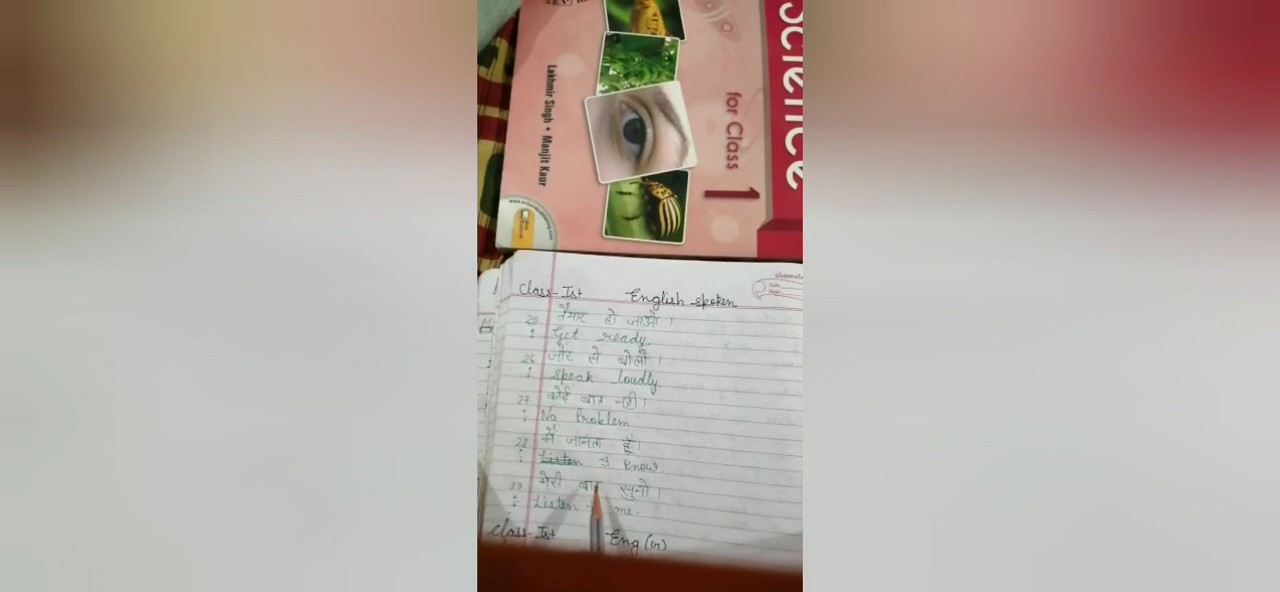 Science
for Class 1
Lakhmir Singh • Manjit Kaur
Class-Ist English spoken
25 तैयार हो जाओ।
: Get ready.
26 जोर से बोलो।
: Speak loudly.
27 कोई बात नही।
: No Problem
28 मैं जानता हूँ।
: Listen I know.
29 मेरी बात सुनो।
: Listen me.
Class-Ist Eng (w)